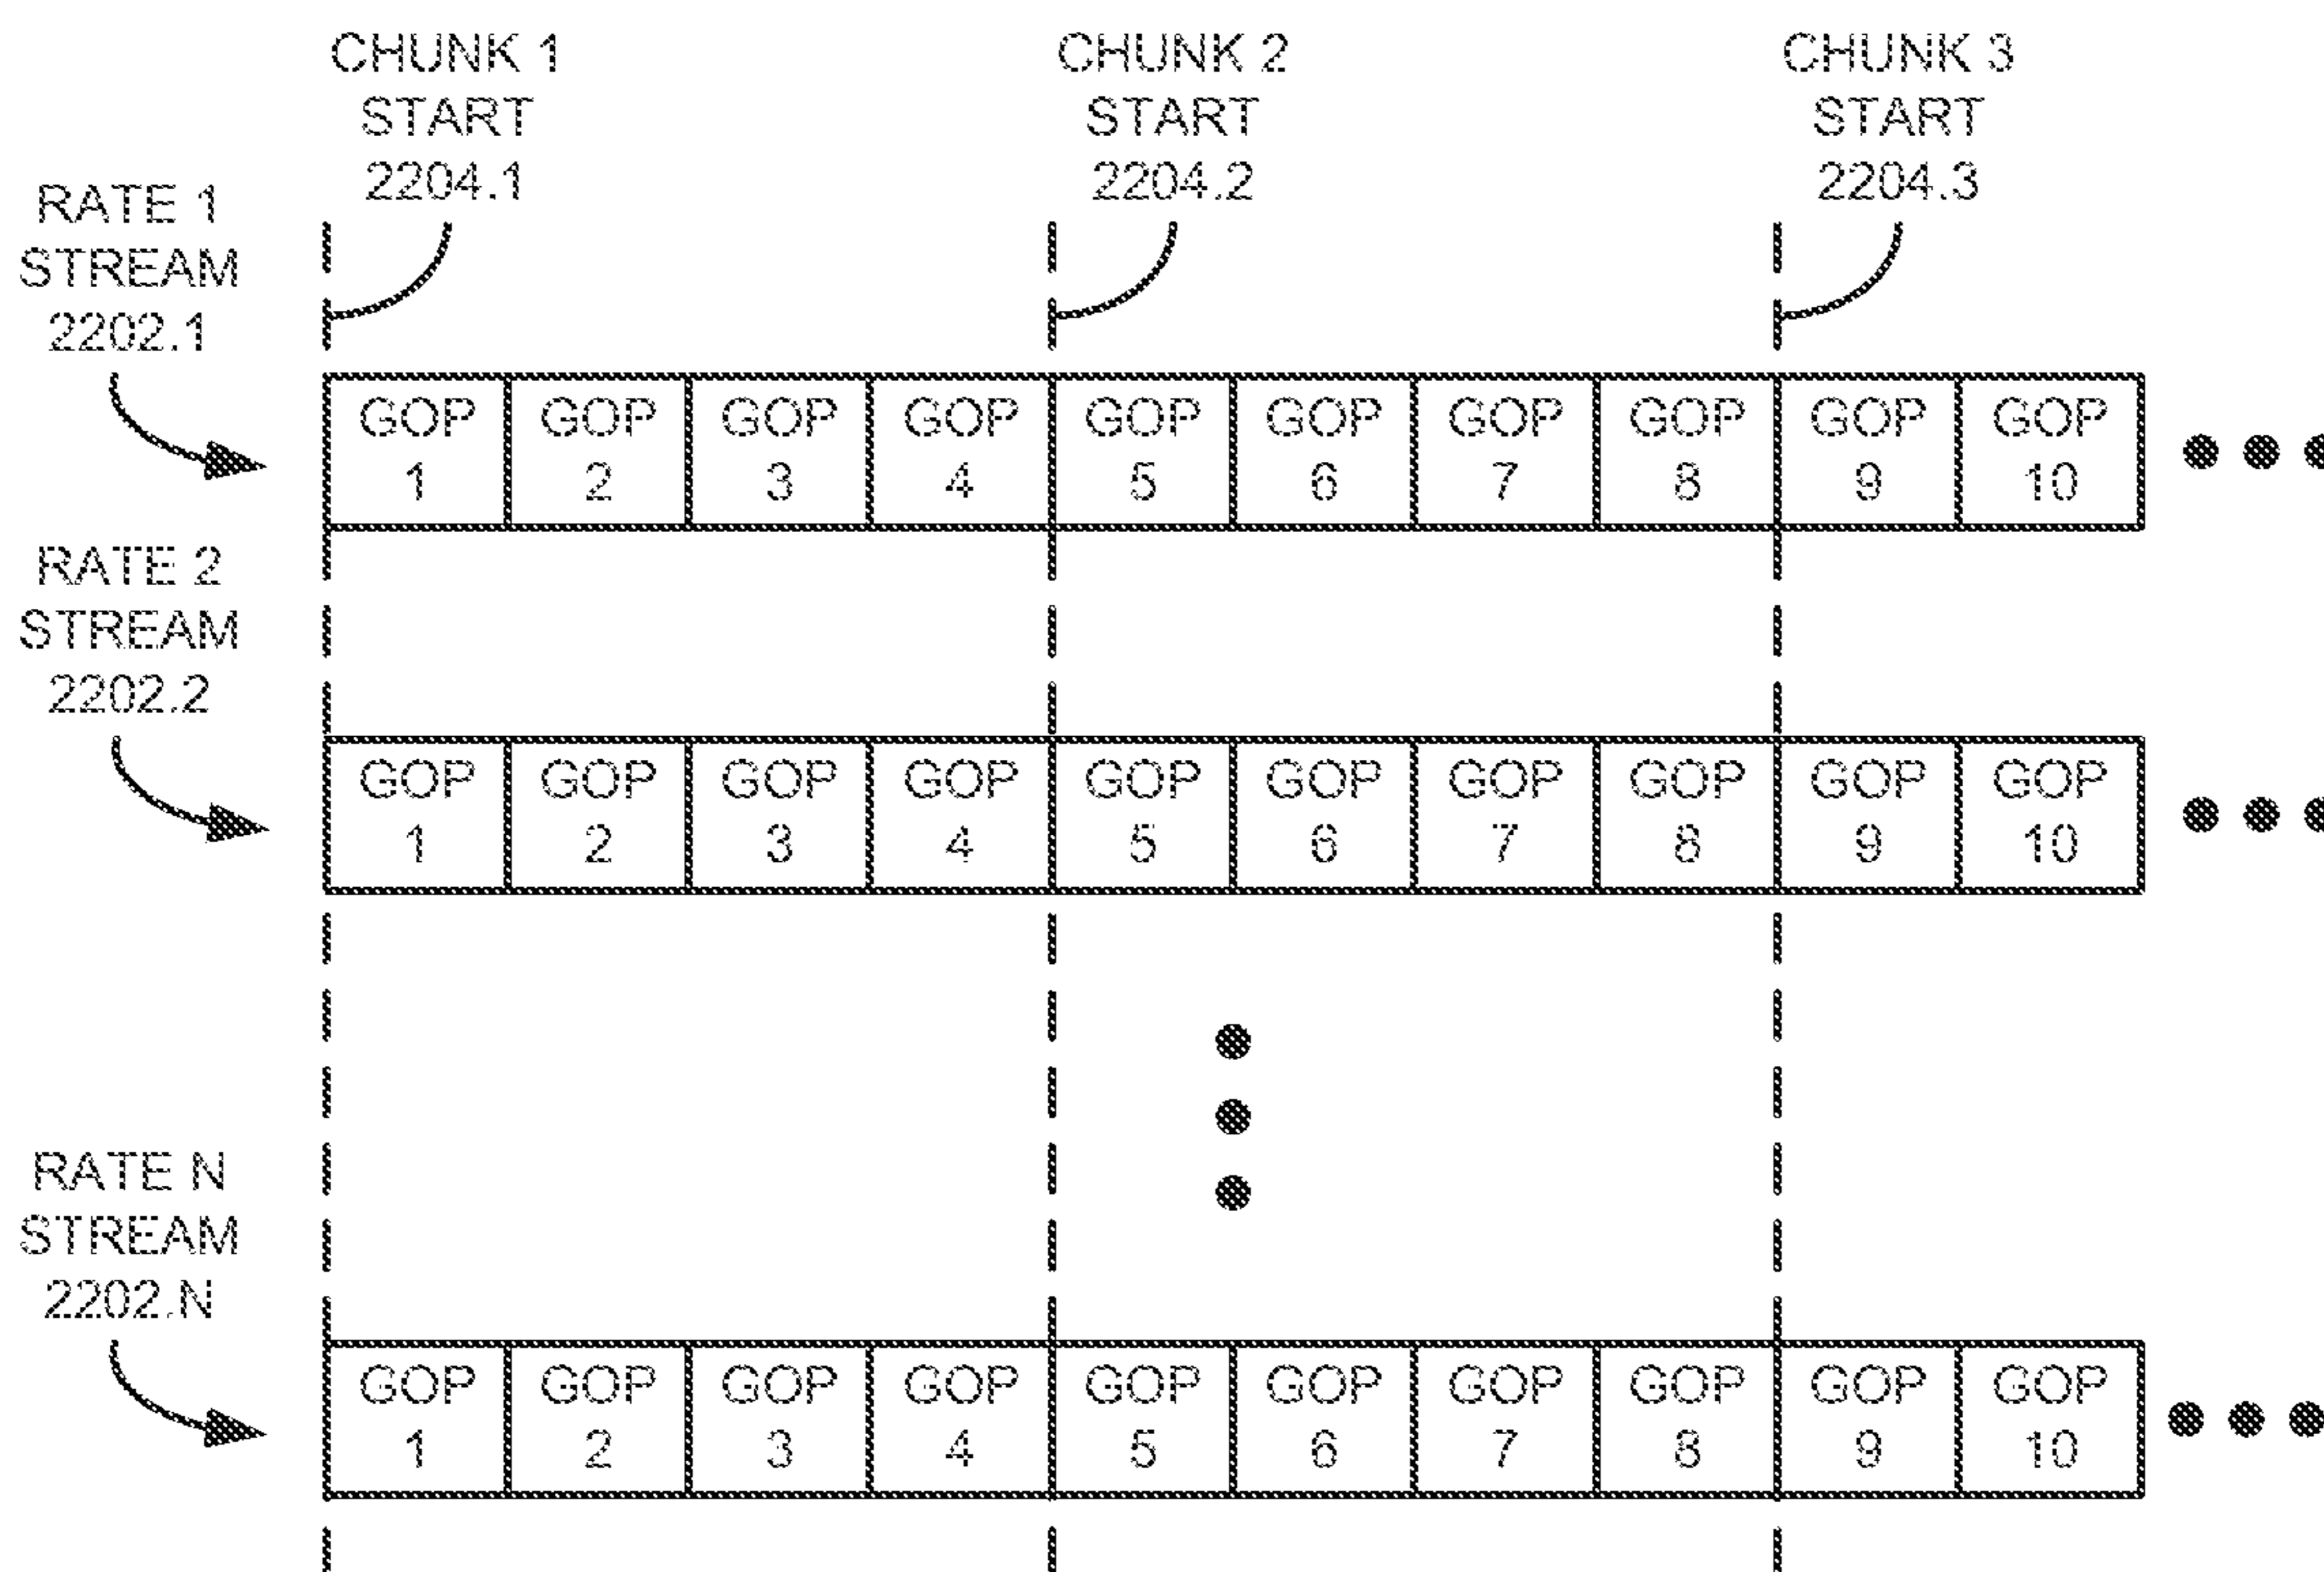 CHUNK 1
START
2204.1
CHUNK 2
START
2204.2
CHUNK 3
START
2204.3
RATE 1
STREAM
2202.1
GOP
1
GOP
2
GOP
3
GOP
4
GOP
5
GOP
6
GOP
7
GOP
8
GOP
9
GOP
10
RATE 2
STREAM
2202.2
GOP
1
GOP
2
GOP
3
GOP
4
GOP
5
GOP
6
GOP
7
GOP
8
GOP
9
GOP
10
RATE N
STREAM
2202.N
GOP
1
GOP
2
GOP
3
GOP
4
GOP
5
GOP
6
GOP
7
GOP
8
GOP
9
GOP
10